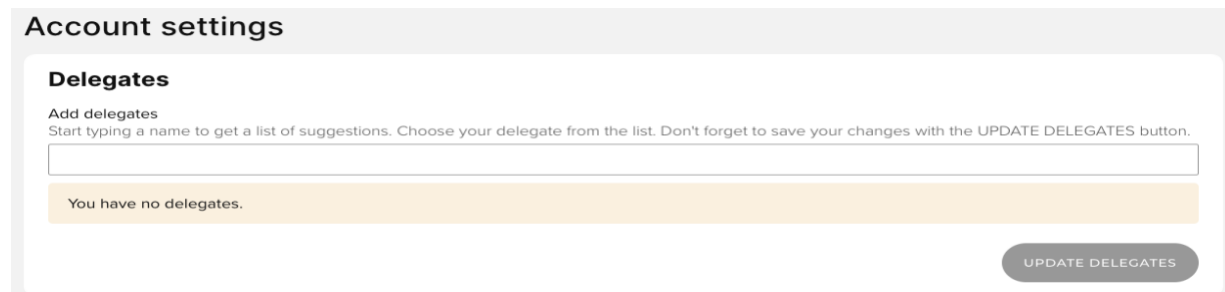 Account settings
Delegates
Add delegates
Start typing a name to get a list of suggestions. Choose your delegate from the list. Don't forget to save your changes with the UPDATE DELEGATES button.
You have no delegates.
UPDATE DELEGATES